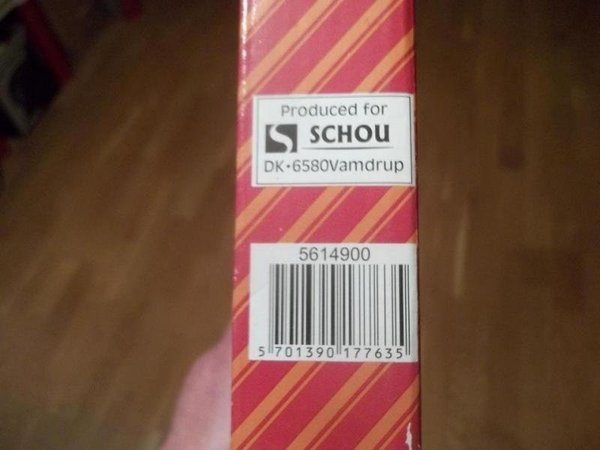 Produced for
SCHOU
DK·6580Vamdrup
5614900
5 701390 177635